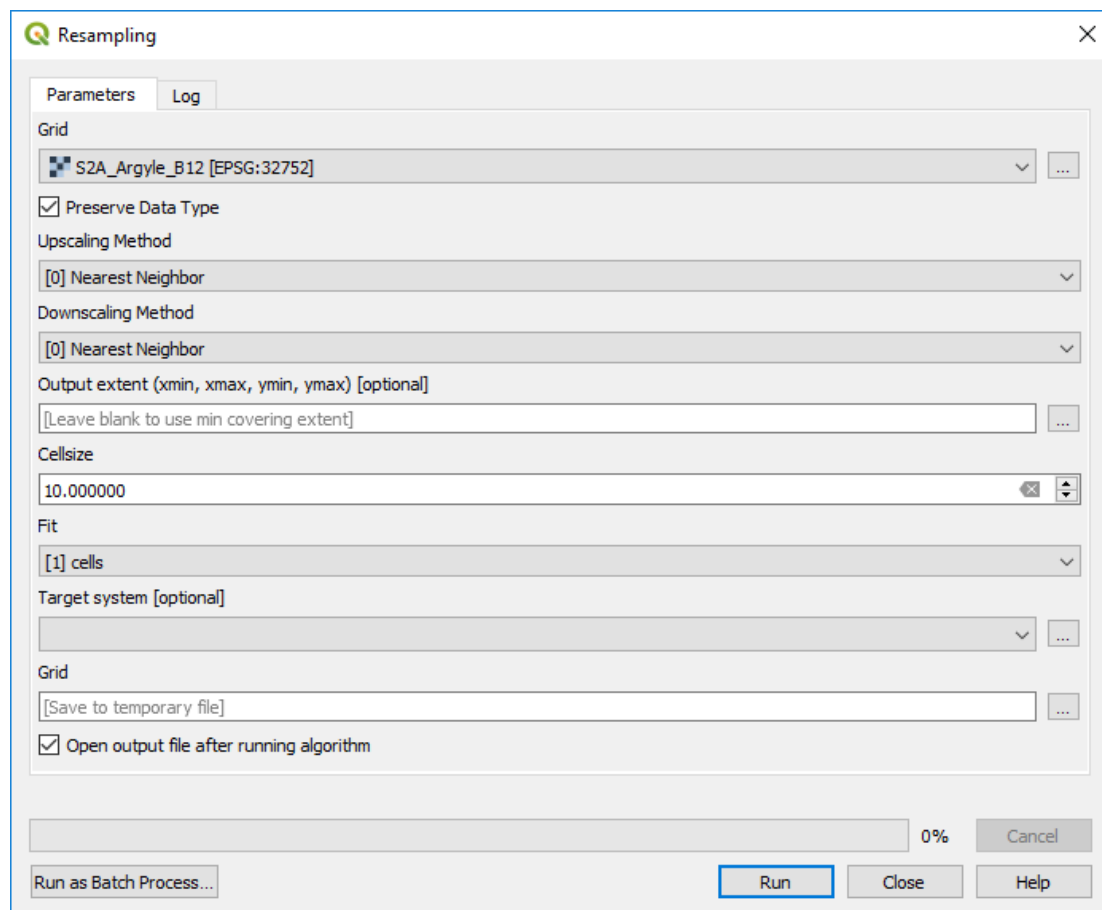 Resampling
Parameters Log
Grid
S2A_Argyle_B12 [EPSG:32752] ...
Preserve Data Type
Upscaling Method
[0] Nearest Neighbor
Downscaling Method
[0] Nearest Neighbor
Output extent (xmin, xmax, ymin, ymax) [optional]
[Leave blank to use min covering extent] ...
Cellsize
10.000000
Fit
[1] cells
Target system [optional]
...
Grid
[Save to temporary file] ...
Open output file after running algorithm
0% Cancel
Run as Batch Process... Run Close Help